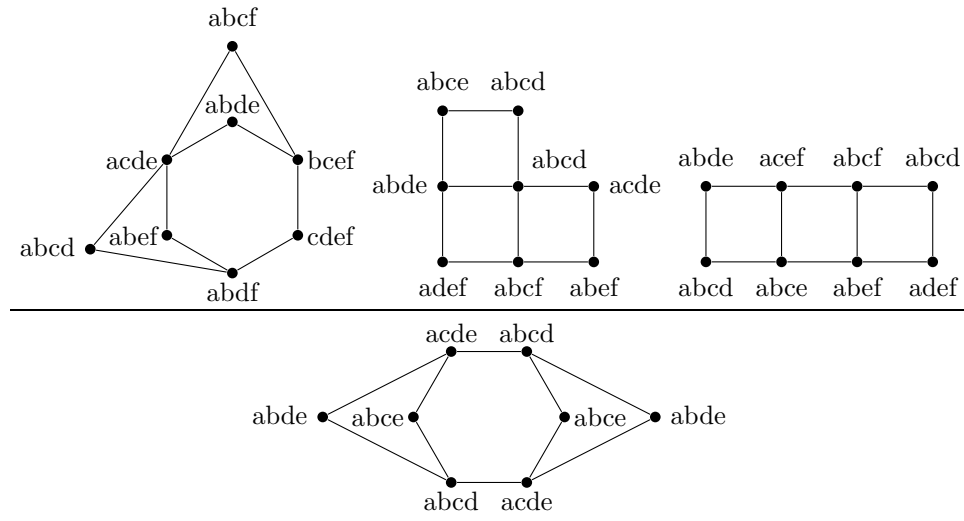 abcf
abde
acde
bcef
abcd
abef
cdef
abdf
abce abcd
abde
abcd
acde
adef abcf abef
abde acef abcf abcd
abcd abce abef adef
acde abcd
abde
abce
abce
abde
abcd acde